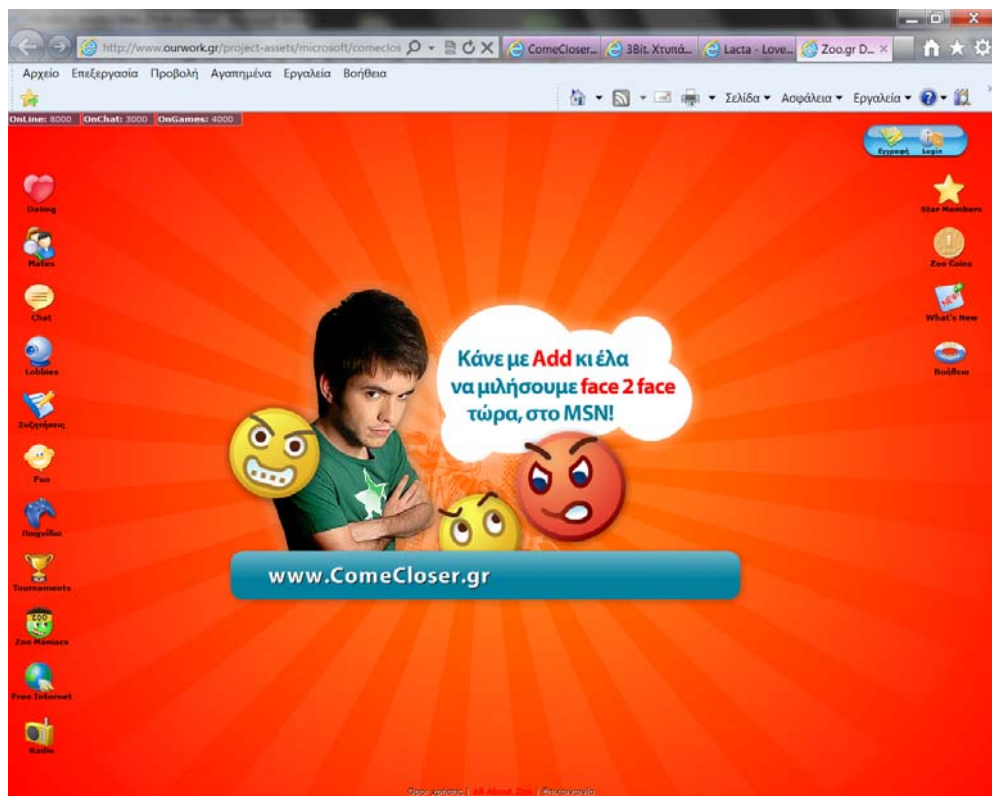 http://www.ourwork.gr/project-assets/microsoft/comeclos
ComeCloser...
3Bit. Χτυπά...
Lacta - Love...
Zoo.gr D...
Αρχείο Επεξεργασία Προβολή Αγαπημένα Εργαλεία Βοήθεια
Σελίδα Ασφάλεια Εργαλεία
OnLine: 8000 OnChat: 3000 OnGames: 4000
Εγγραφή Login
Dating
Mates
Chat
Lobbies
Συζητήσεις
Fun
Παιχνίδια
Tournaments
Zoo Maniacs
Free Internet
Radio
Κάνε με Add κι έλα
να μιλήσουμε face 2 face
τώρα, στο MSN!
www.ComeCloser.gr
Star Members
Zoo Coins
What's New
Βοήθεια
Όροι χρήσης | All About Zoo | Επικοινωνία